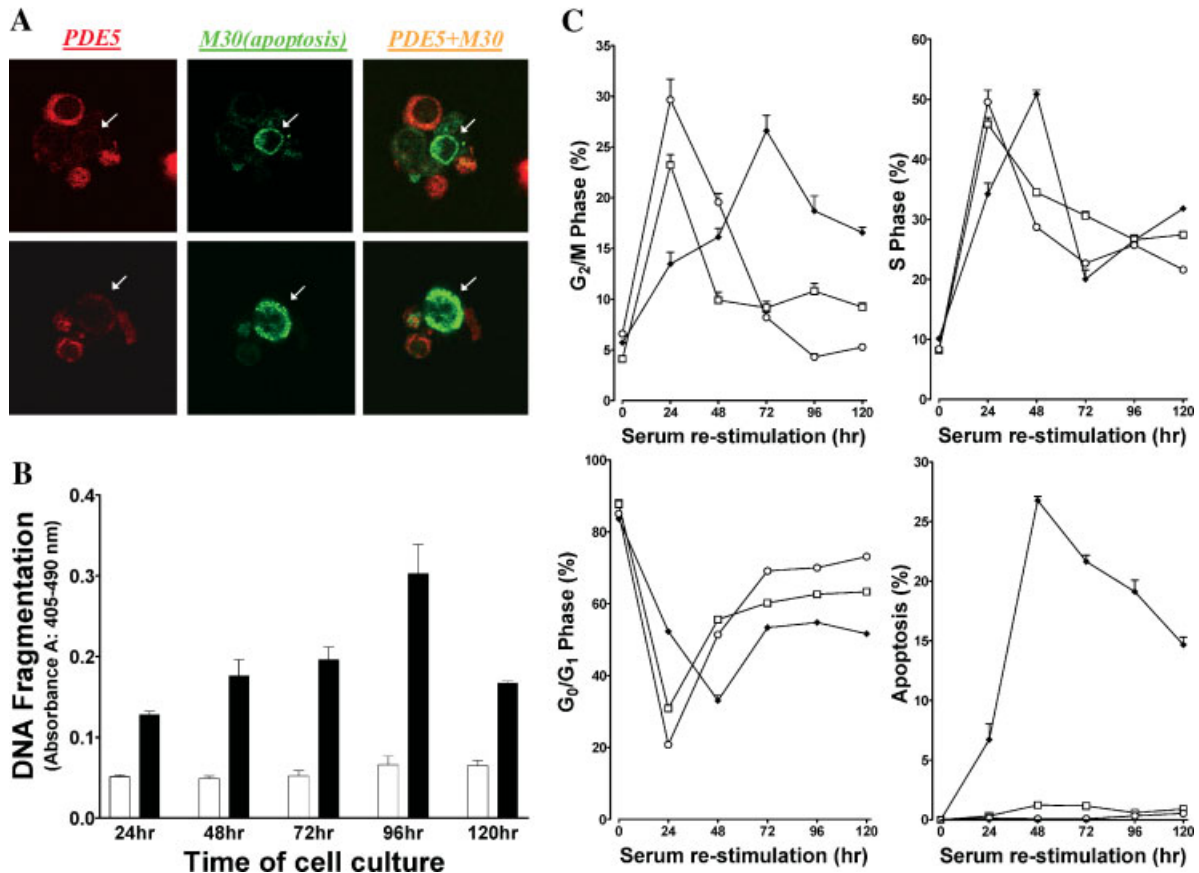 A
PDE5
M30(apoptosis)
PDE5+M30
B
DNA Fragmentation
(Absorbance A: 405-490 nm)
0.4
0.3
0.2
0.1
0.0
24hr 48hr 72hr 96hr 120hr
Time of cell culture
C
G2/M Phase (%)
35
30
25
20
15
10
5
0
0 24 48 72 96 120
Serum re-stimulation (hr)
S Phase (%)
60
50
40
30
20
10
0 24 48 72 96 120
Serum re-stimulation (hr)
G0/G1 Phase (%)
100
80
60
40
20
0
0 24 48 72 96 120
Serum re-stimulation (hr)
Apoptosis (%)
30
25
20
15
10
5
0
0 24 48 72 96 120
Serum re-stimulation (hr)